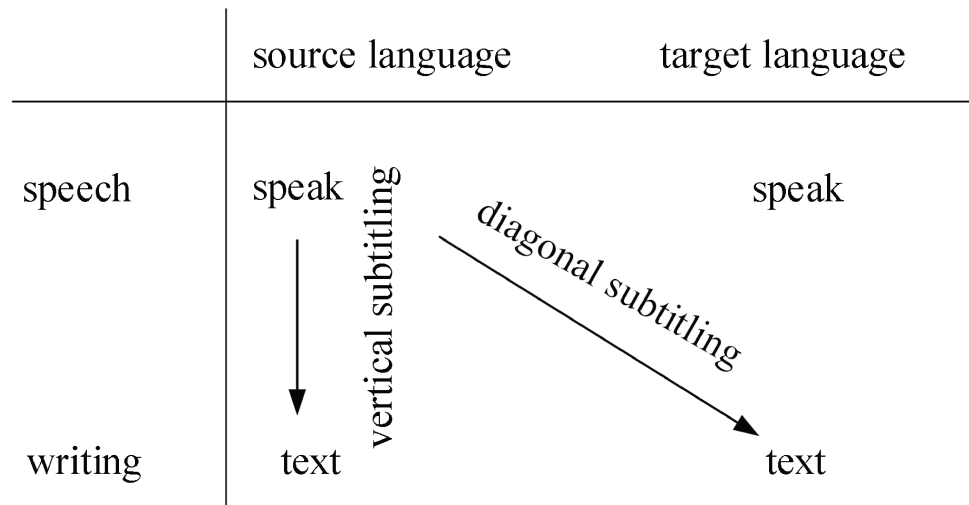 source language target language
speech speak speak
vertical subtitling
diagonal subtitling
writing text text